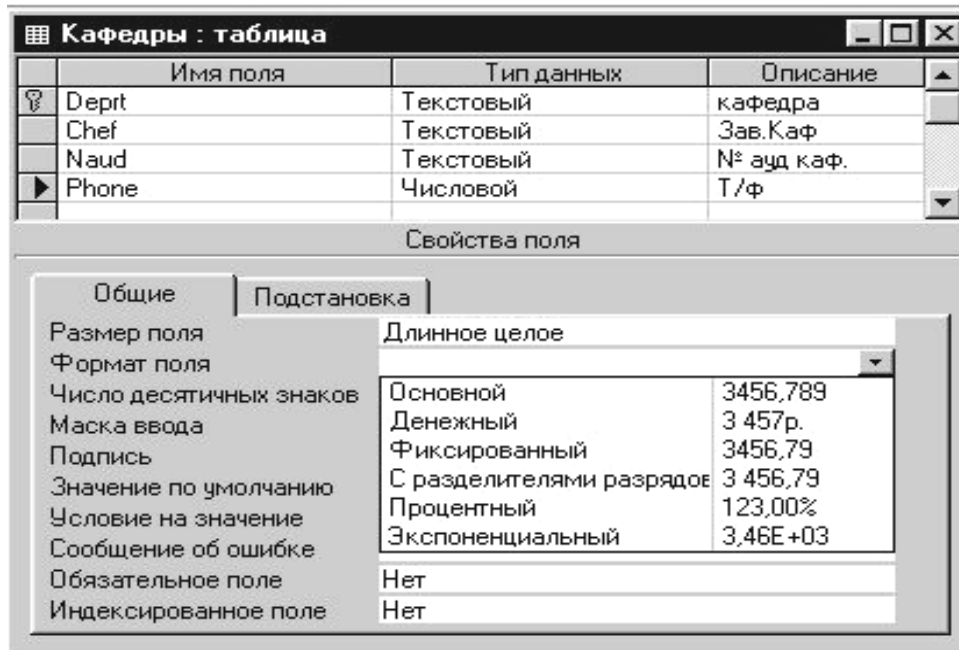 Кафедры : таблица
Имя поля Тип данных Описание
Deprt Текстовый кафедра
Chef Текстовый Зав.Каф
Naud Текстовый № ауд каф.
Phone Числовой Т/ф
Свойства поля
Общие Подстановка
Размер поля Длинное целое
Формат поля
Число десятичных знаков Основной 3456,789
Маска ввода Денежный 3 457р.
Подпись Фиксированный 3456,79
Значение по умолчанию С разделителями разрядов 3 456,79
Условие на значение Процентный 123,00%
Сообщение об ошибке Экспоненциальный 3,46E+03
Обязательное поле Нет
Индексированное поле Нет